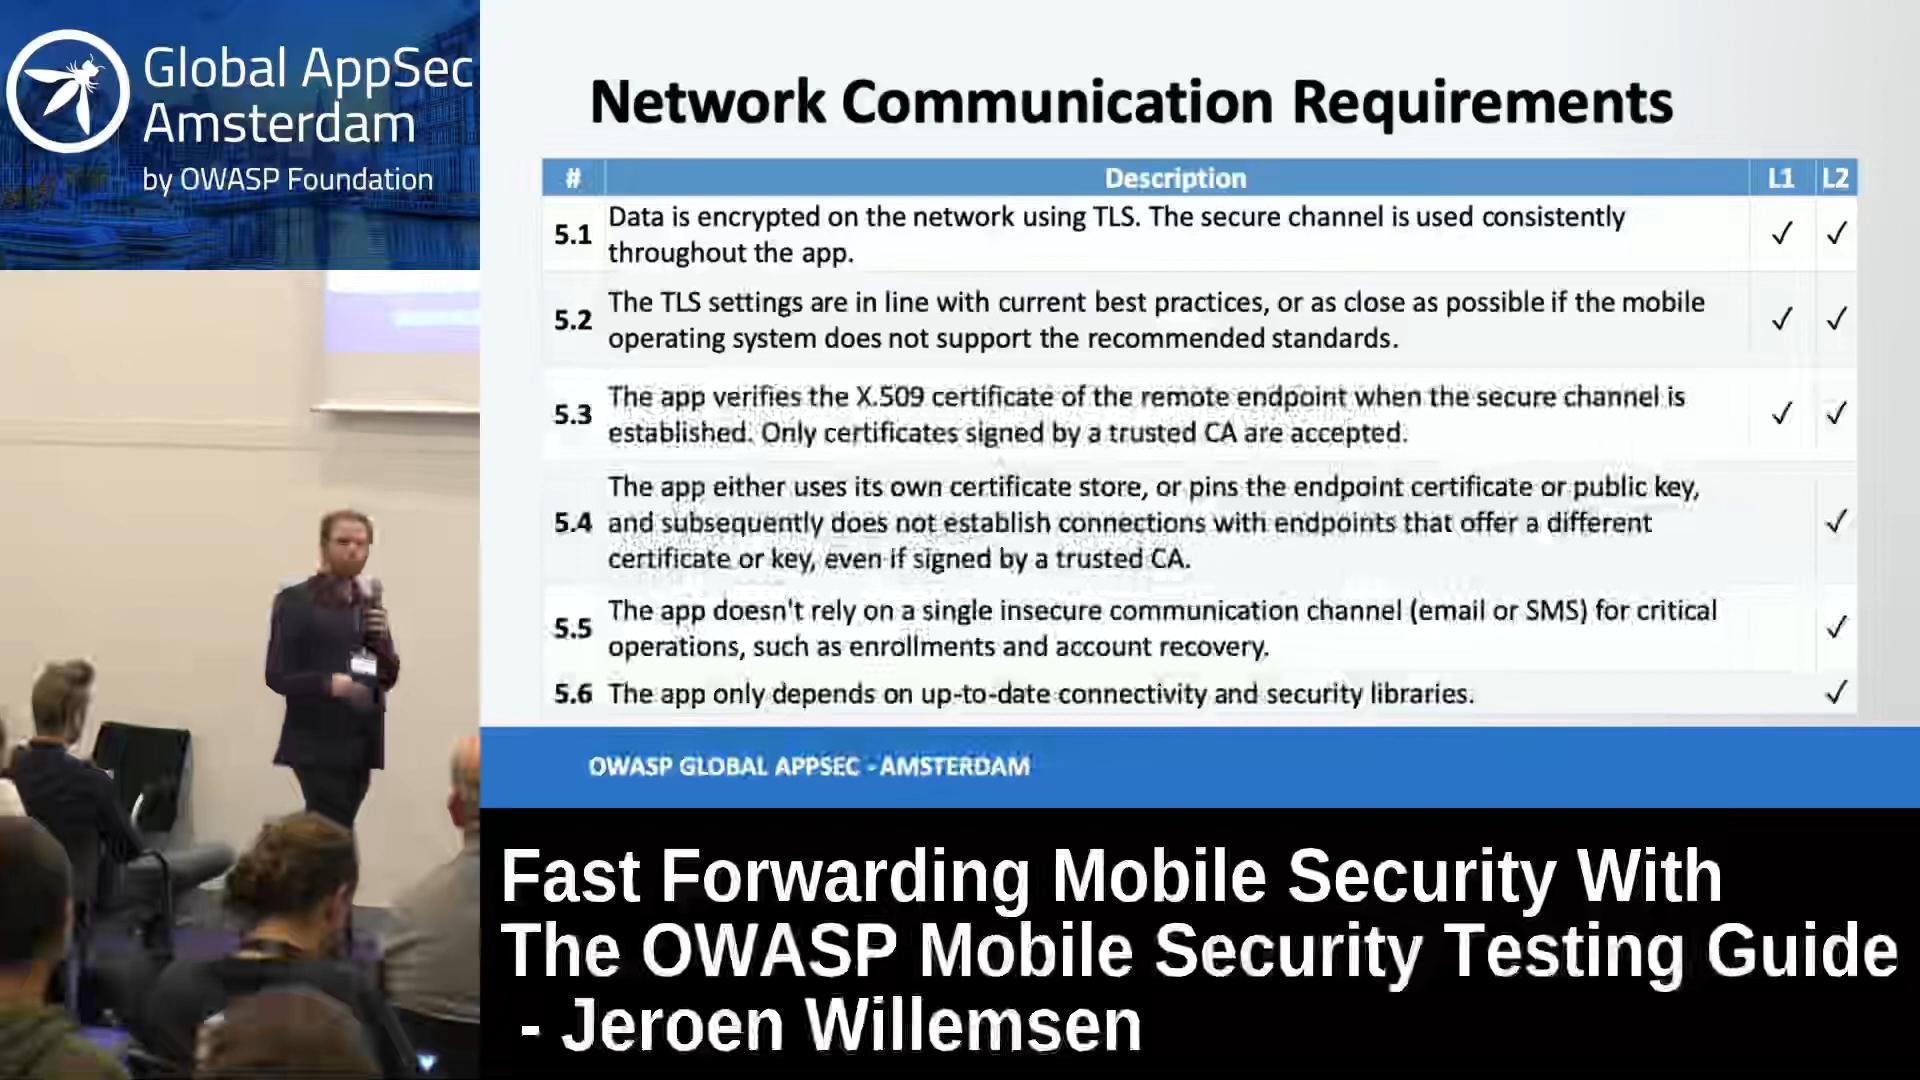 Global AppSec
Amsterdam
by OWASP Foundation
Network Communication Requirements
# Description L1 L2
5.1 Data is encrypted on the network using TLS. The secure channel is used consistently
throughout the app. ✓ ✓
5.2 The TLS settings are in line with current best practices, or as close as possible if the mobile
operating system does not support the recommended standards. ✓ ✓
5.3 The app verifies the X.509 certificate of the remote endpoint when the secure channel is
established. Only certificates signed by a trusted CA are accepted. ✓ ✓
5.4 The app either uses its own certificate store, or pins the endpoint certificate or public key,
and subsequently does not establish connections with endpoints that offer a different
certificate or key, even if signed by a trusted CA. ✓
5.5 The app doesn't rely on a single insecure communication channel (email or SMS) for critical
operations, such as enrollments and account recovery. ✓
5.6 The app only depends on up-to-date connectivity and security libraries. ✓
OWASP GLOBAL APPSEC - AMSTERDAM
Fast Forwarding Mobile Security With
The OWASP Mobile Security Testing Guide
- Jeroen Willemsen